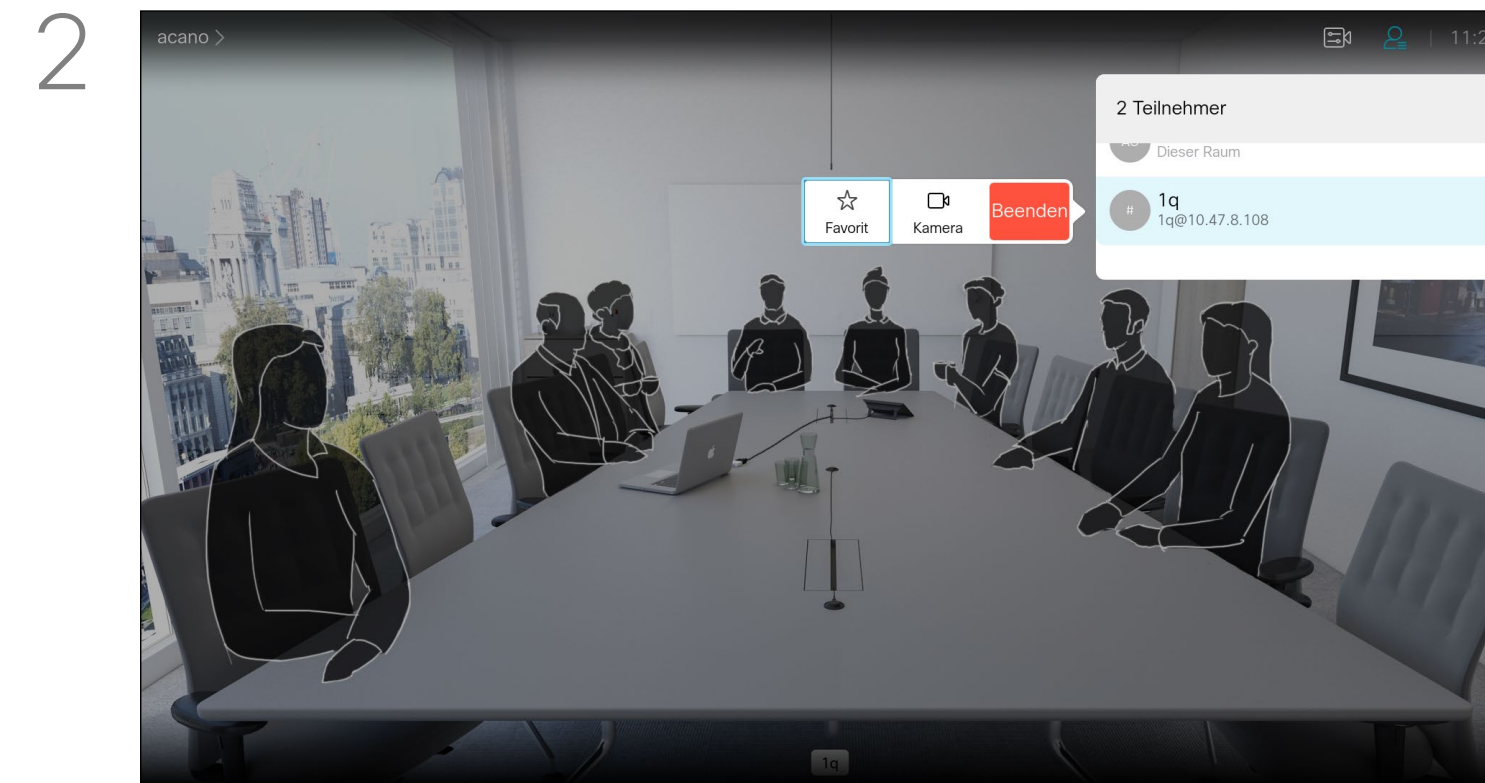 2
acano >
11:2
2 Teilnehmer
Dieser Raum
Favorit
Kamera
Beenden
#
1q
1q@10.47.8.108
1q